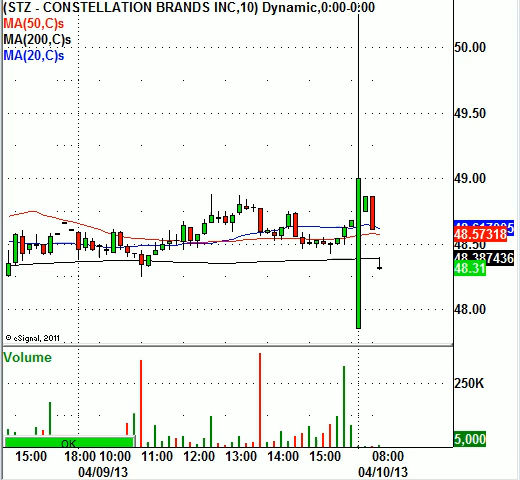 (STZ - CONSTELLATION BRANDS INC,10) Dynamic,0:00-0:00
MA(50,C)s
MA(200,C)s
MA(20,C)s
50.00
49.50
49.00
48.57318
48.50
48.387436
48.31
48.00
© eSignal, 2011
Volume
250K
5,000
OK
15:00 18:00 10:00 11:00 12:00 13:00 14:00 15:00 08:00
04/09/13 04/10/13